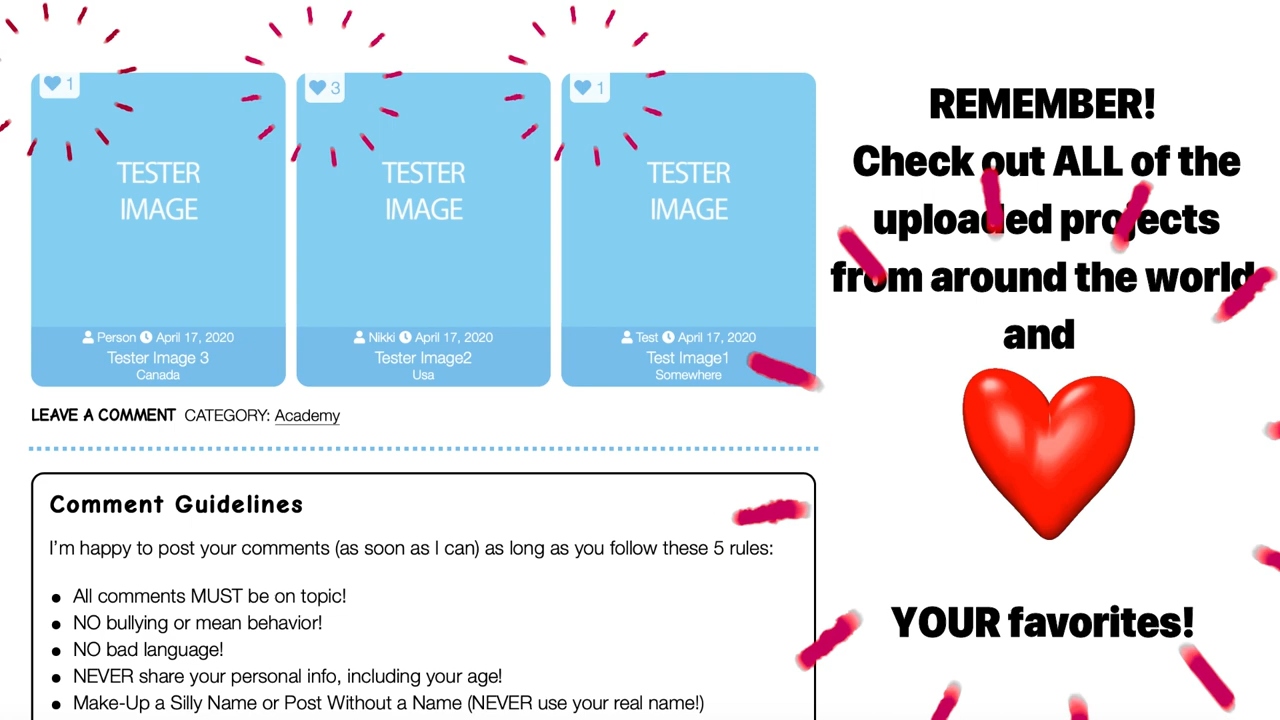 1
3
1
TESTER
IMAGE
TESTER
IMAGE
TESTER
IMAGE
Person April 17, 2020
Tester Image 3
Canada
Nikki April 17, 2020
Tester Image2
Usa
Test April 17, 2020
Test Image1
Somewhere
LEAVE A COMMENT CATEGORY: Academy
Comment Guidelines
I'm happy to post your comments (as soon as I can) as long as you follow these 5 rules:
● All comments MUST be on topic!
● NO bullying or mean behavior!
● NO bad language!
● NEVER share your personal info, including your age!
● Make-Up a Silly Name or Post Without a Name (NEVER use your real name!)
REMEMBER!
Check out ALL of the
uploaded projects
from around the world
and
YOUR favorites!